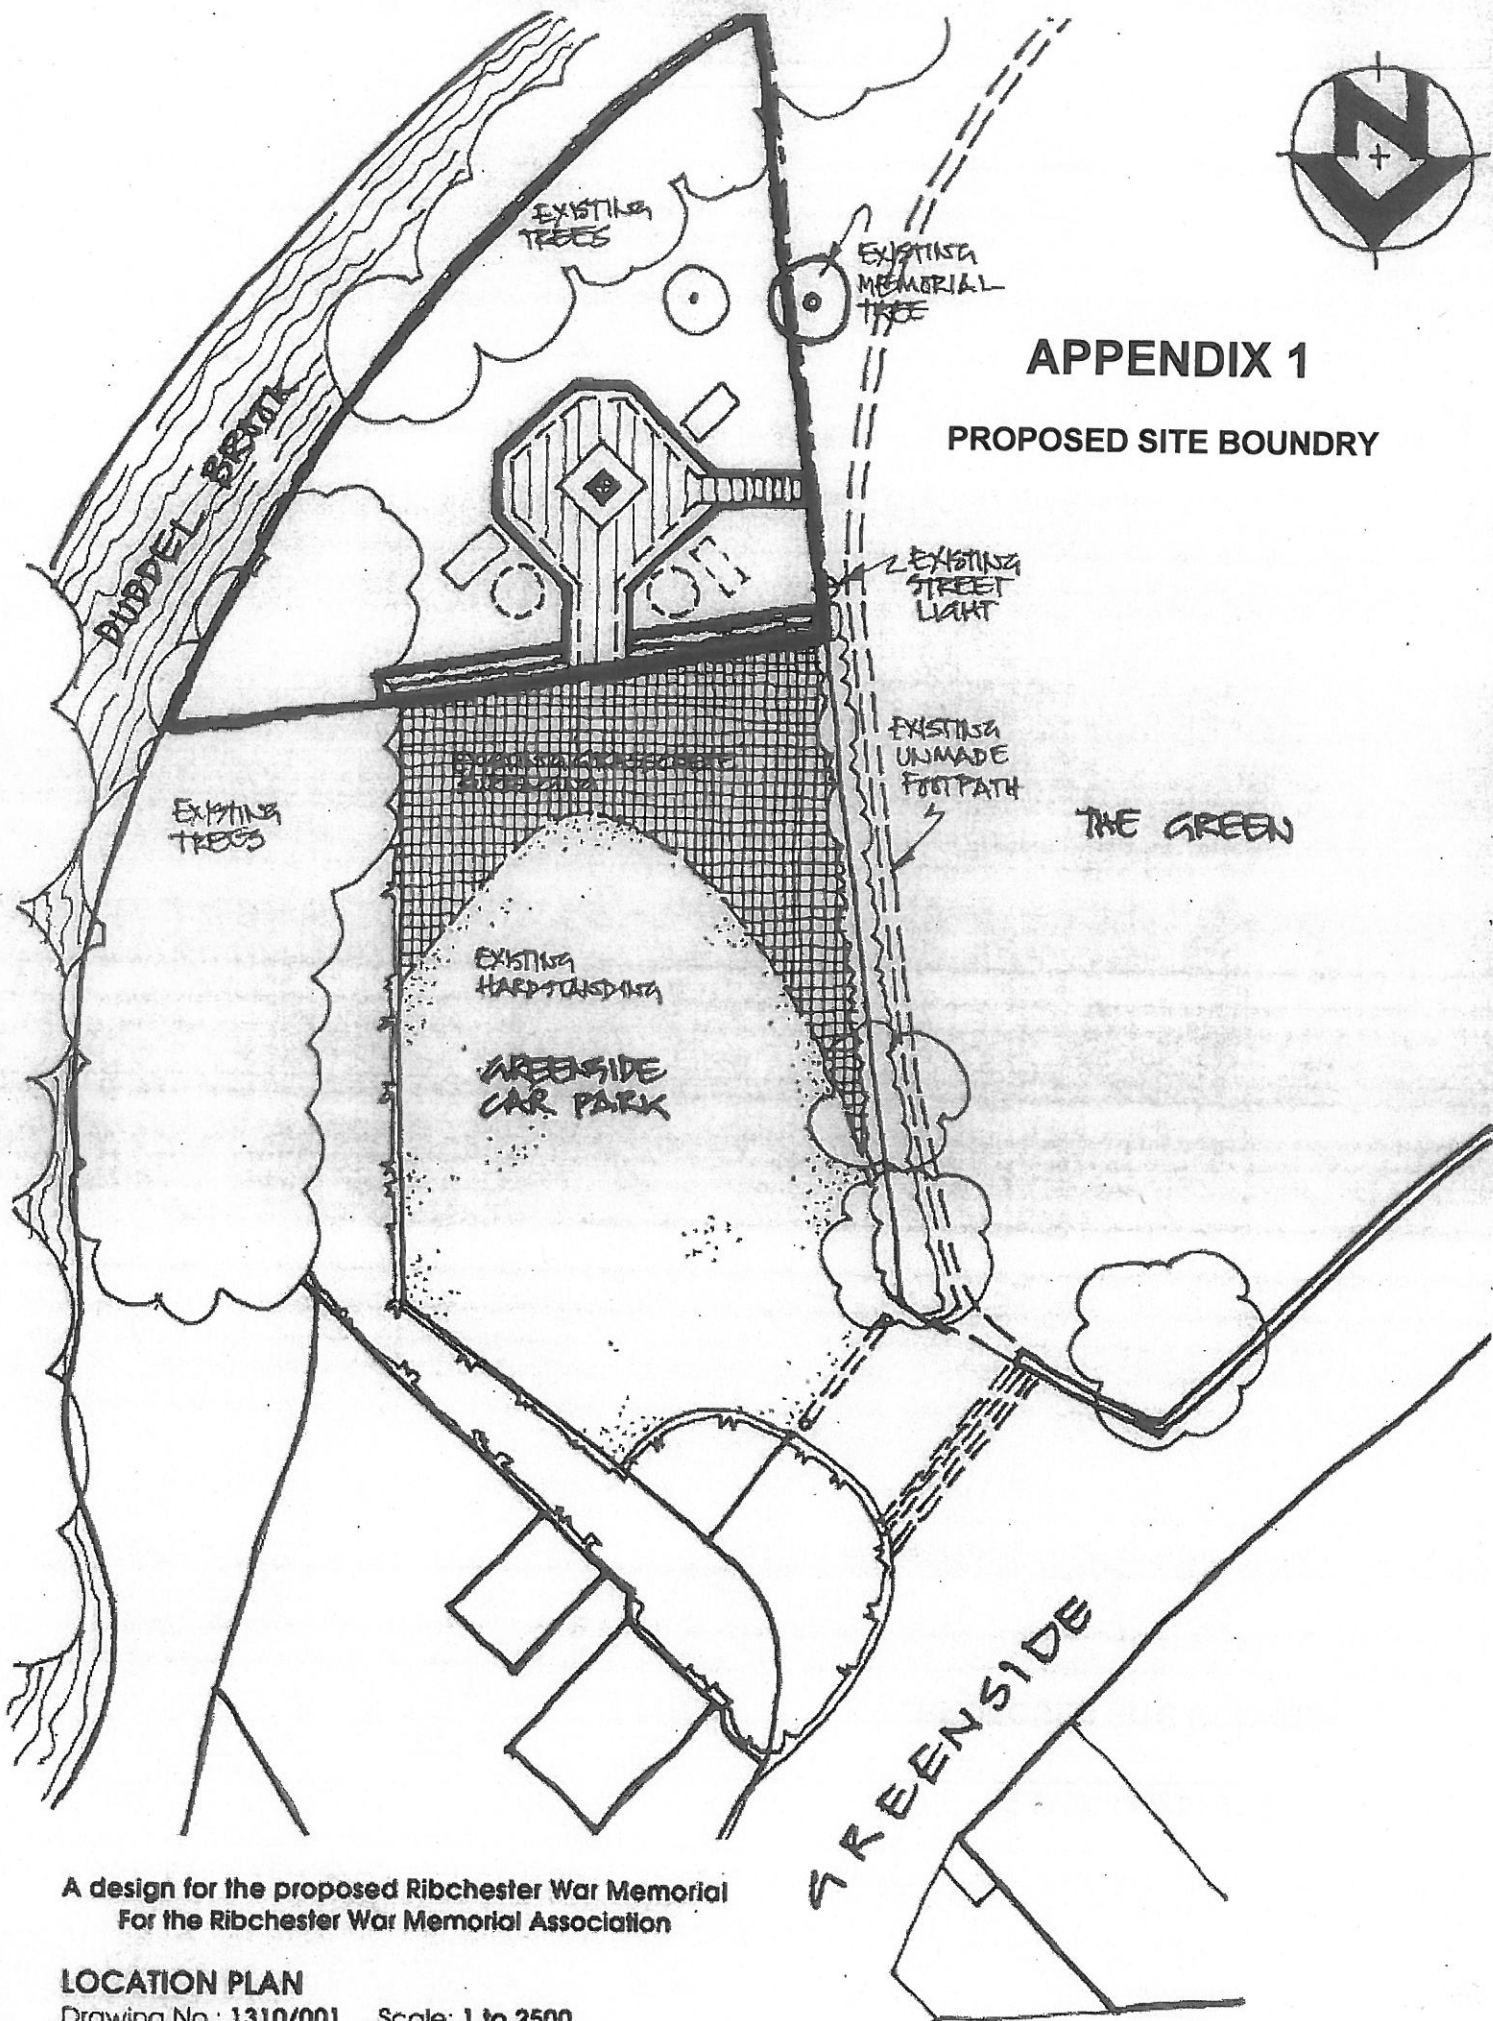 N
EXISTING
TREES
EXISTING
MEMORIAL
TREE
APPENDIX 1
PROPOSED SITE BOUNDRY
DUDDEL BROOK
EXISTING
STREET
LIGHT
EXISTING
UNMADE
FOOTPATH
THE GREEN
EXISTING
TREES
EXISTING
HARDSTANDING
GREENSIDE
CAR PARK
GREENSIDE
A design for the proposed Ribchester War Memorial
For the Ribchester War Memorial Association
LOCATION PLAN
Drawing No.: 1310/001 Scale: 1 to 2500